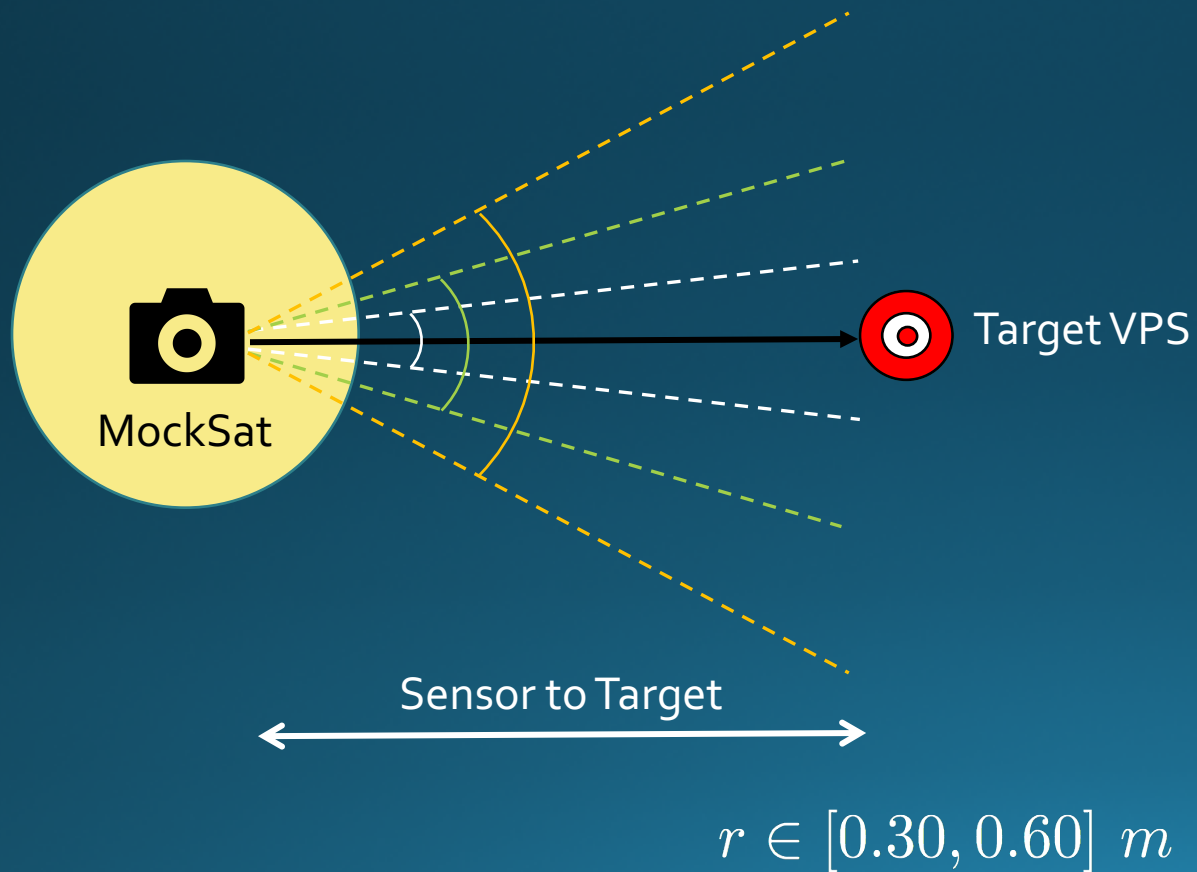 Target VPS
MockSat
Sensor to Target
r ∈ [0.30, 0.60] m